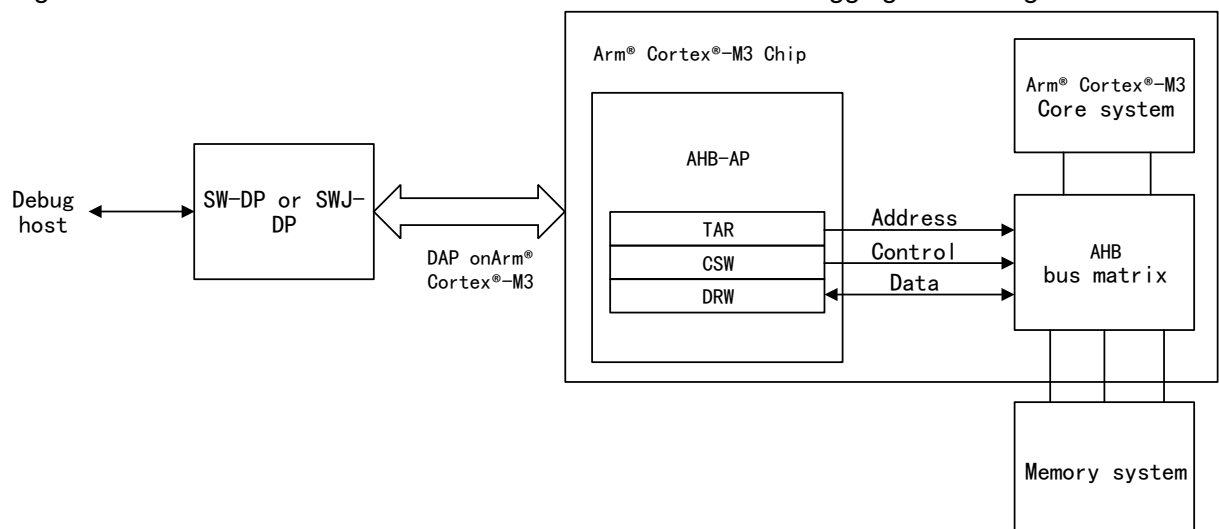 Arm® Cortex®-M3 Chip
Arm® Cortex®-M3
Core system
AHB-AP
Debug
host
SW-DP or SWJ-
DP
TAR
CSW
DRW
Address
Control
Data
AHB
bus matrix
DAP onArm®
Cortex®-M3
Memory system